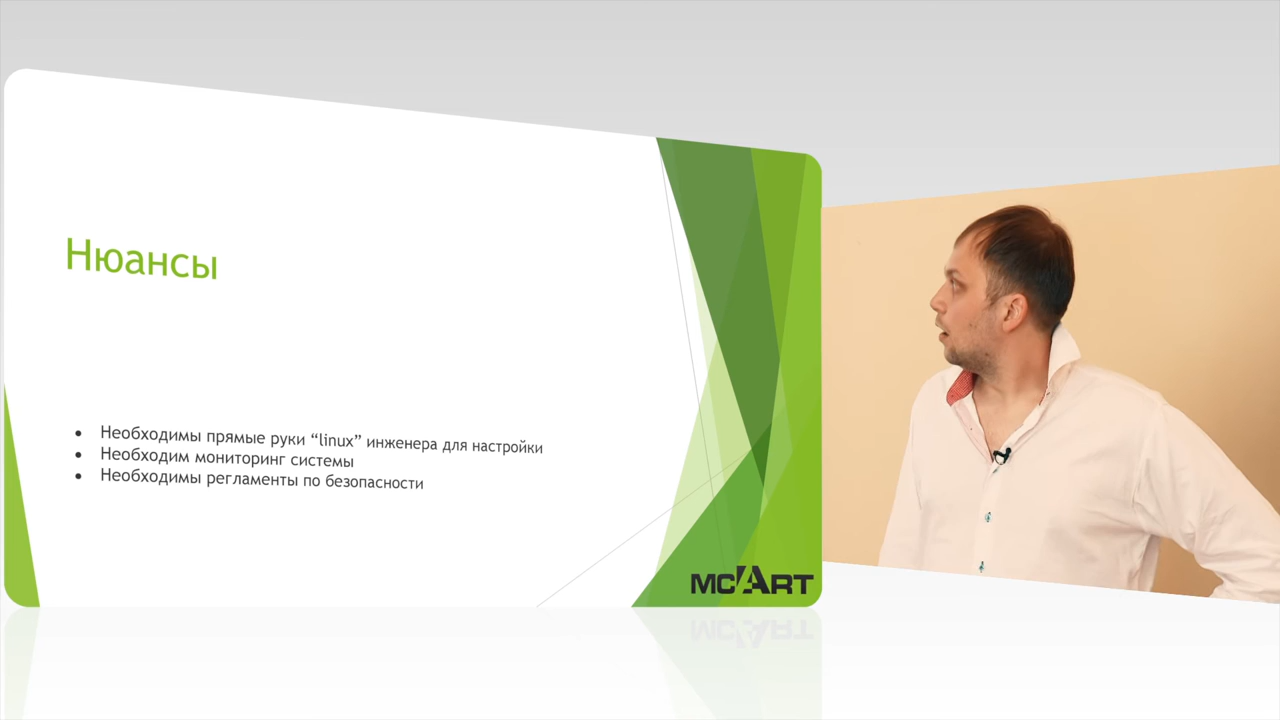 Нюансы
• Необходимы прямые руки “linux” инженера для настройки
• Необходим мониторинг системы
• Необходимы регламенты по безопасности
MCART